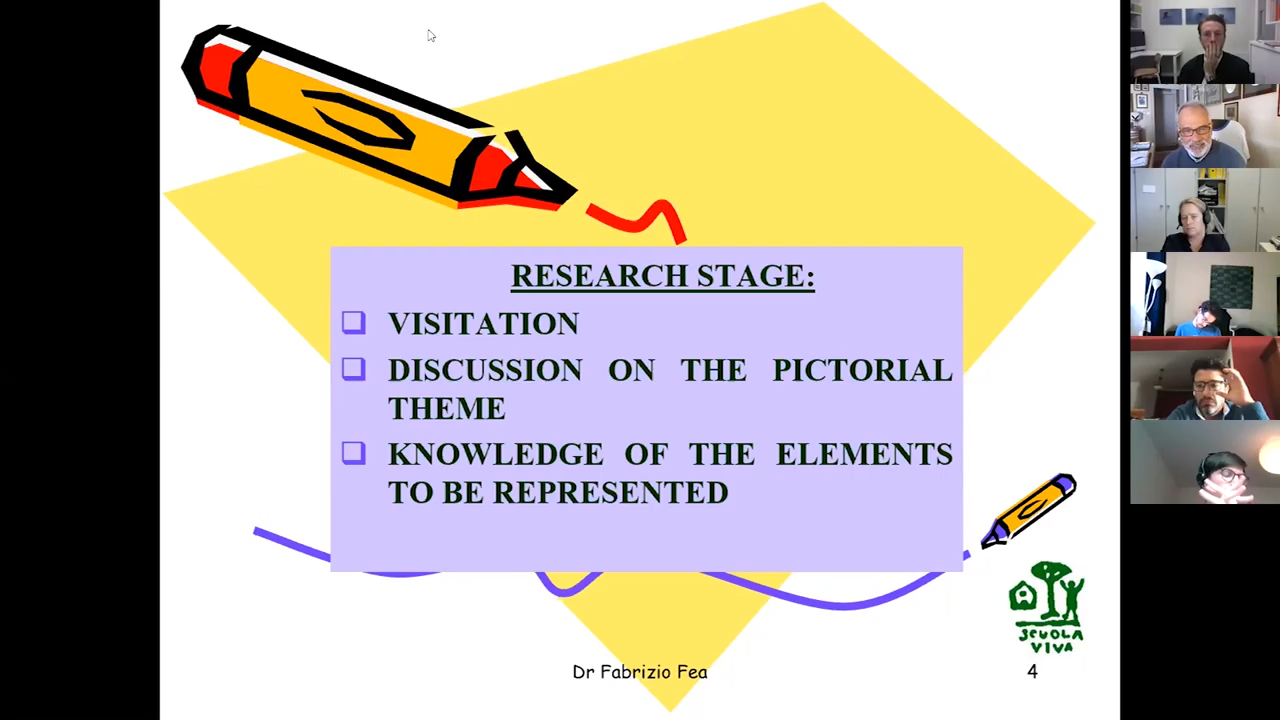 RESEARCH STAGE:
VISITATION
DISCUSSION ON THE PICTORIAL
THEME
KNOWLEDGE OF THE ELEMENTS
TO BE REPRESENTED
SCUOLA
VIVA
Dr Fabrizio Fea
4